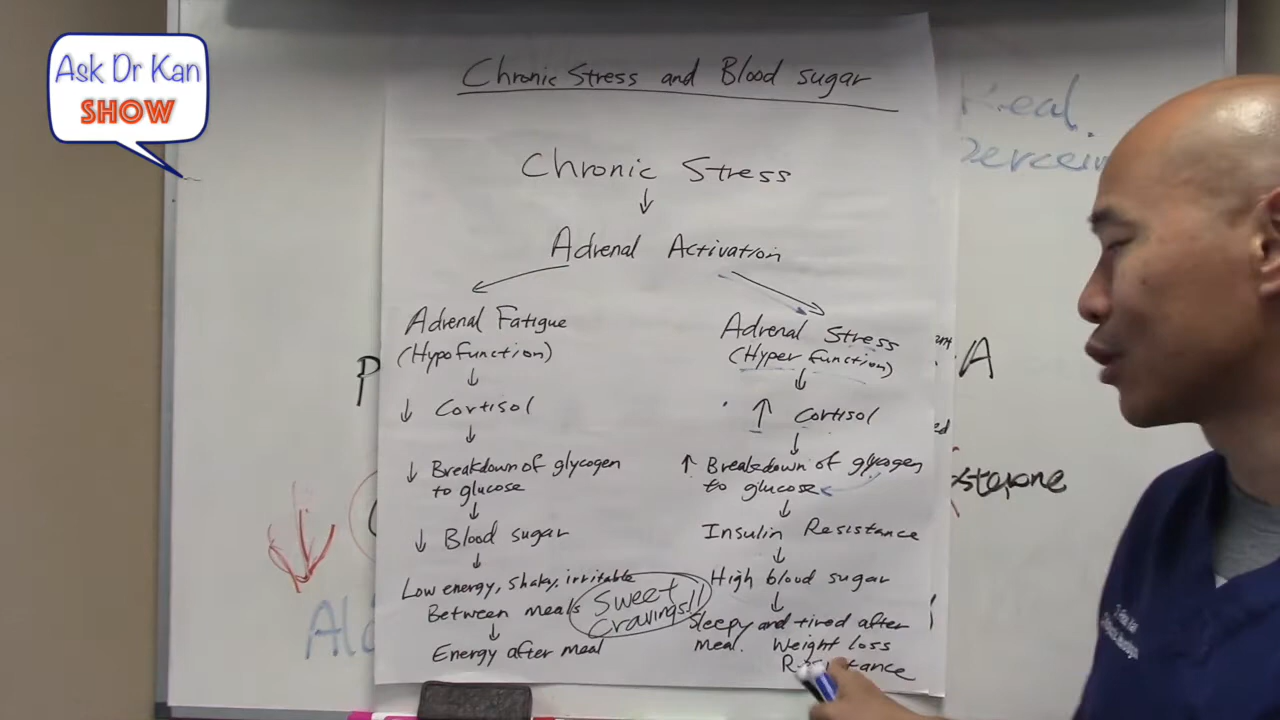 Ask Dr Kan
SHOW
Chronic Stress and Blood sugar
Chronic Stress
↓
Adrenal Activation
Adrenal Fatigue
(Hypofunction)
↓
↓ Cortisol
↓
↓ Breakdown of glycogen
to glucose
↓
↓ Blood sugar
↓
Low energy, Shaky, irritable
Between meals
↓
Energy after meal
Sweet
Cravings!!
Adrenal Stress
(Hyper function)
↓
↑ Cortisol
↓
↑ Breakdown of glycogen
to glucose
↓
Insulin Resistance
↓
High blood sugar
↓
Sleepy and tired after
meal. Weight loss
Resistance
Real
P
A